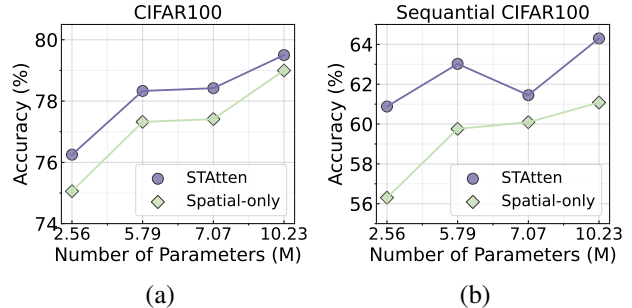 CIFAR100
Accuracy (%)
80
78
76
74
STAtten
Spatial-only
2.56 5.79 7.07 10.23
Number of Parameters (M)
(a)
Sequantial CIFAR100
Accuracy (%)
64
62
60
58
56
STAtten
Spatial-only
2.56 5.79 7.07 10.23
Number of Parameters (M)
(b)